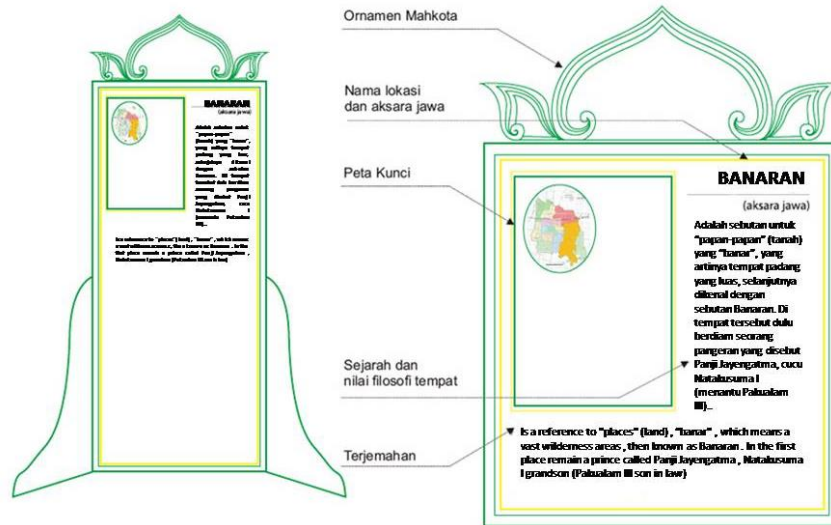 BANARAN
(aksara jawa)
Ornamen Mahkota
Nama lokasi
dan aksara jawa
Peta Kunci
Sejarah dan
nilai filosofi tempat
Terjemahan
BANARAN
(aksara jawa)
Adalah sebutan untuk
"papan-papan" (tanah)
yang "banar", yang
artinya tempat padang
yang luas, selanjutnya
dikenal dengan
sebutan Banaran. Di
tempat tersebut dulu
berdiam seorang
pangeran yang disebut
Panji Jayengatma, cucu
Natakusuma I
(menantu Pakualam
III)...
Is a reference to "places" (land) , "banar" , which means a
vast wilderness areas , then known as Banaran . In the first
place remain a prince called Panji Jayengatma , Natakusuma
I grandson (Pakualam III son in law)